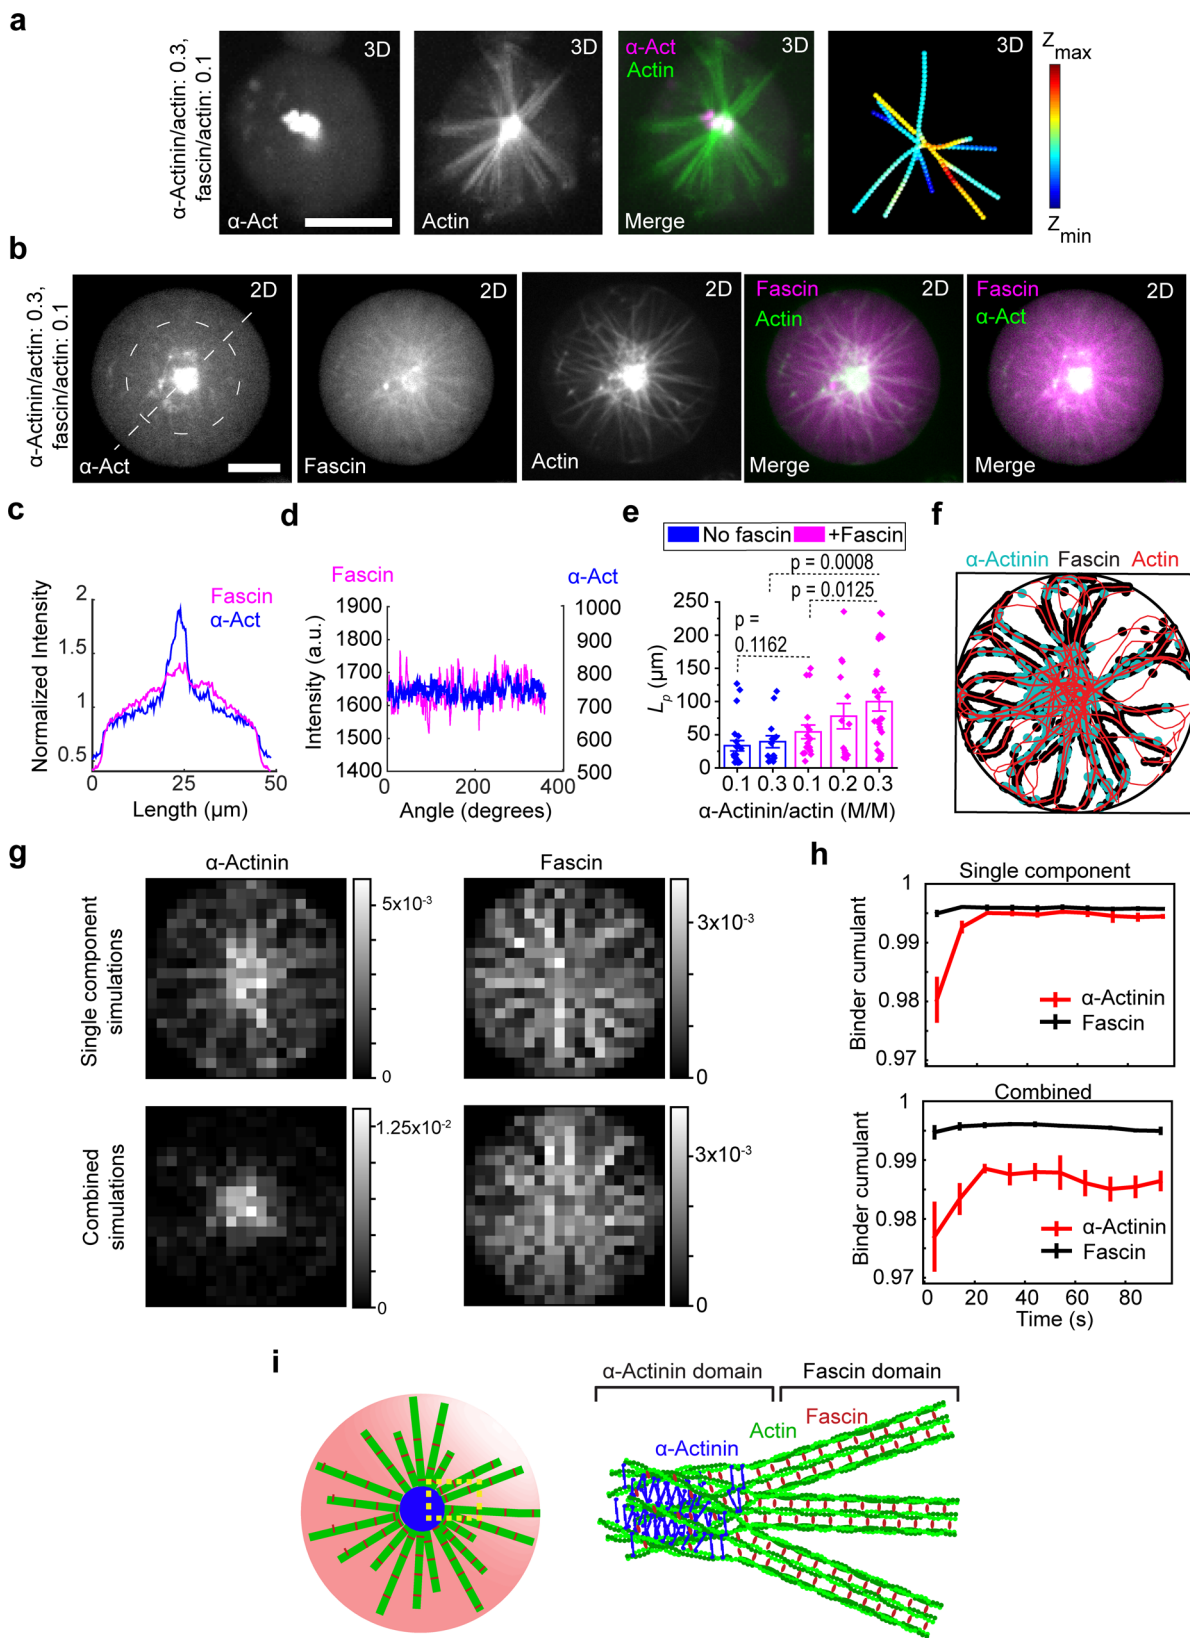 a
α-Actinin/actin: 0.3,
fascin/actin: 0.1
3D
α-Act
3D
Actin
α-Act
Actin
3D
Merge
3D
Zmax
Zmin
b
α-Actinin/actin: 0.3,
fascin/actin: 0.1
2D
α-Act
2D
Fascin
2D
Actin
Fascin
Actin
2D
Merge
Fascin
α-Act
2D
Merge
c
Fascin
α-Act
Normalized Intensity
2
1.5
1
0.5
0
25
50
Length (μm)
d
Fascin
α-Act
Intensity (a.u.)
1900
1800
1700
1600
1500
1400
1000
900
800
700
600
500
0
200
400
Angle (degrees)
e
No fascin
+Fascin
p = 0.0008
p = 0.0125
p =
0.1162
Lp (μm)
250
200
150
100
50
0
0.1 0.3 0.1 0.2 0.3
α-Actinin/actin (M/M)
f
α-Actinin Fascin Actin
g
α-Actinin
Fascin
Single component
simulations
5x10-3
0
3x10-3
0
Combined
simulations
1.25x10-2
0
3x10-3
0
h
Single component
Binder cumulant
1
0.99
0.98
0.97
α-Actinin
Fascin
Combined
Binder cumulant
1
0.99
0.98
0.97
α-Actinin
Fascin
0 20 40 60 80
Time (s)
i
α-Actinin domain
Fascin domain
Fascin
Actin
α-Actinin